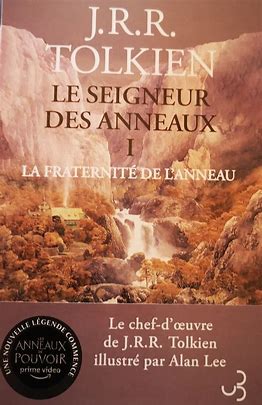 J.R.R.
TOLKIEN
LE SEIGNEUR
DES ANNEAUX
I
LA FRATERNITÉ DE L'ANNEAU
Le chef-d'œuvre
de J.R.R. Tolkien
illustré par Alan Lee
UNE NOUVELLE LÉGENDE COMMENCE
LES
ANNEAUX
DE
POUVOIR
prime video